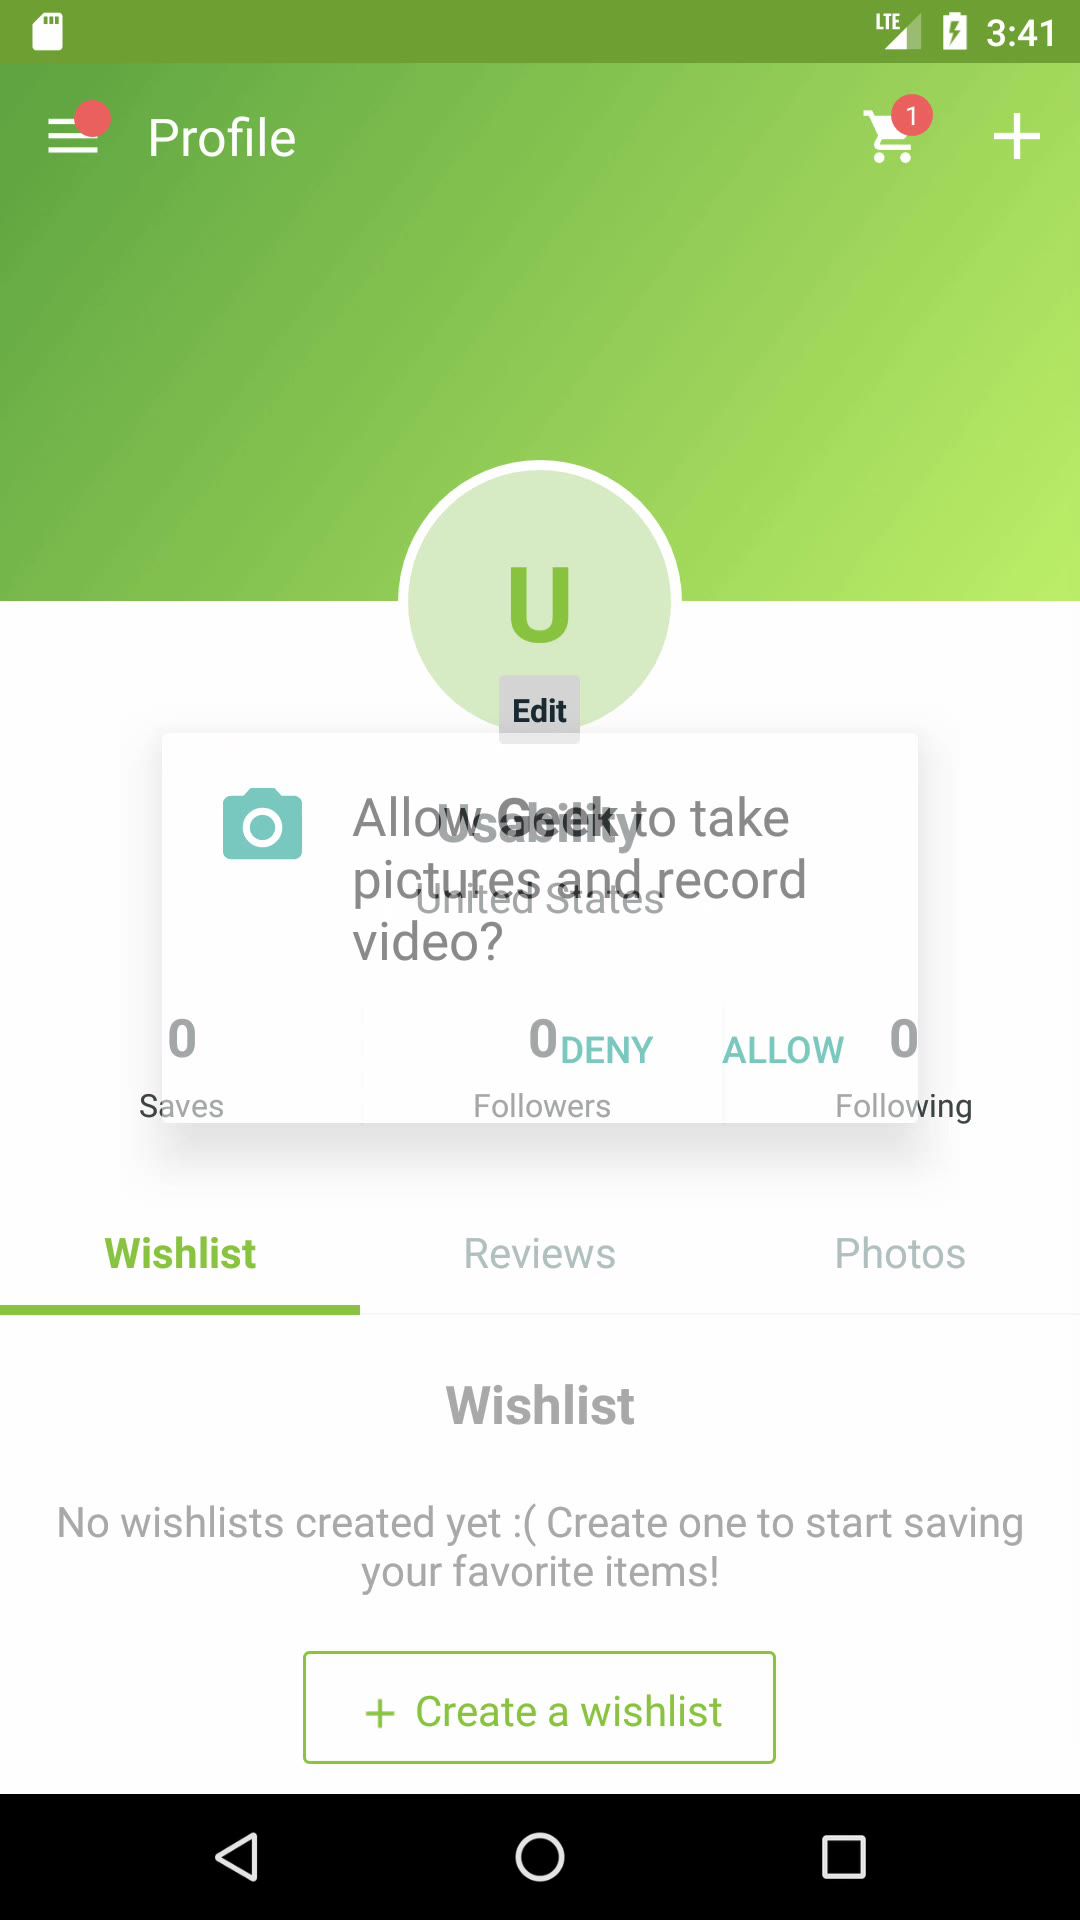 LTE 3:41
Profile
1
U
Edit
Usability
United States
Allow Geek to take
pictures and record
video?
0 0 0
DENY ALLOW
Saves Followers Following
Wishlist Reviews Photos
Wishlist
No wishlists created yet :( Create one to start saving
your favorite items!
+ Create a wishlist